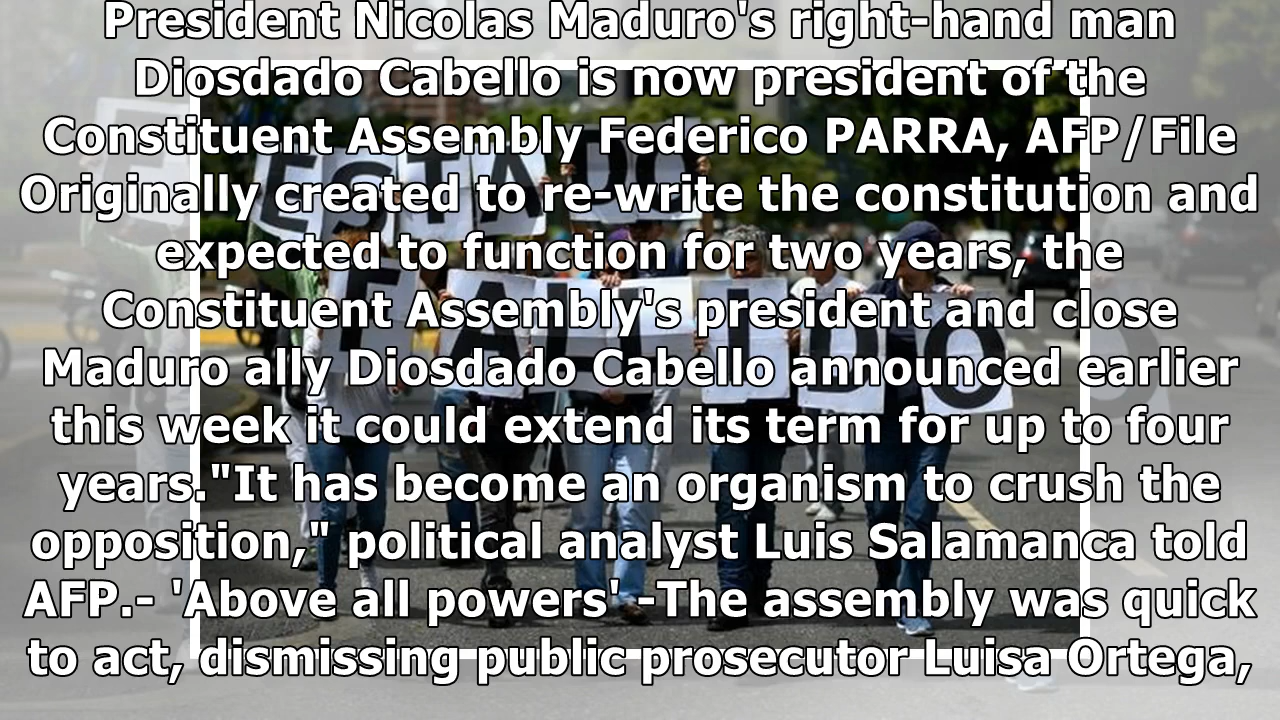 President Nicolas Maduro's right-hand man
Diosdado Cabello is now president of the
Constituent Assembly Federico PARRA, AFP/File
Originally created to re-write the constitution and
expected to function for two years, the
Constituent Assembly's president and close
Maduro ally Diosdado Cabello announced earlier
this week it could extend its term for up to four
years."It has become an organism to crush the
opposition," political analyst Luis Salamanca told
AFP.- 'Above all powers' -The assembly was quick
to act, dismissing public prosecutor Luisa Ortega,
ESTADO
FALLIDO